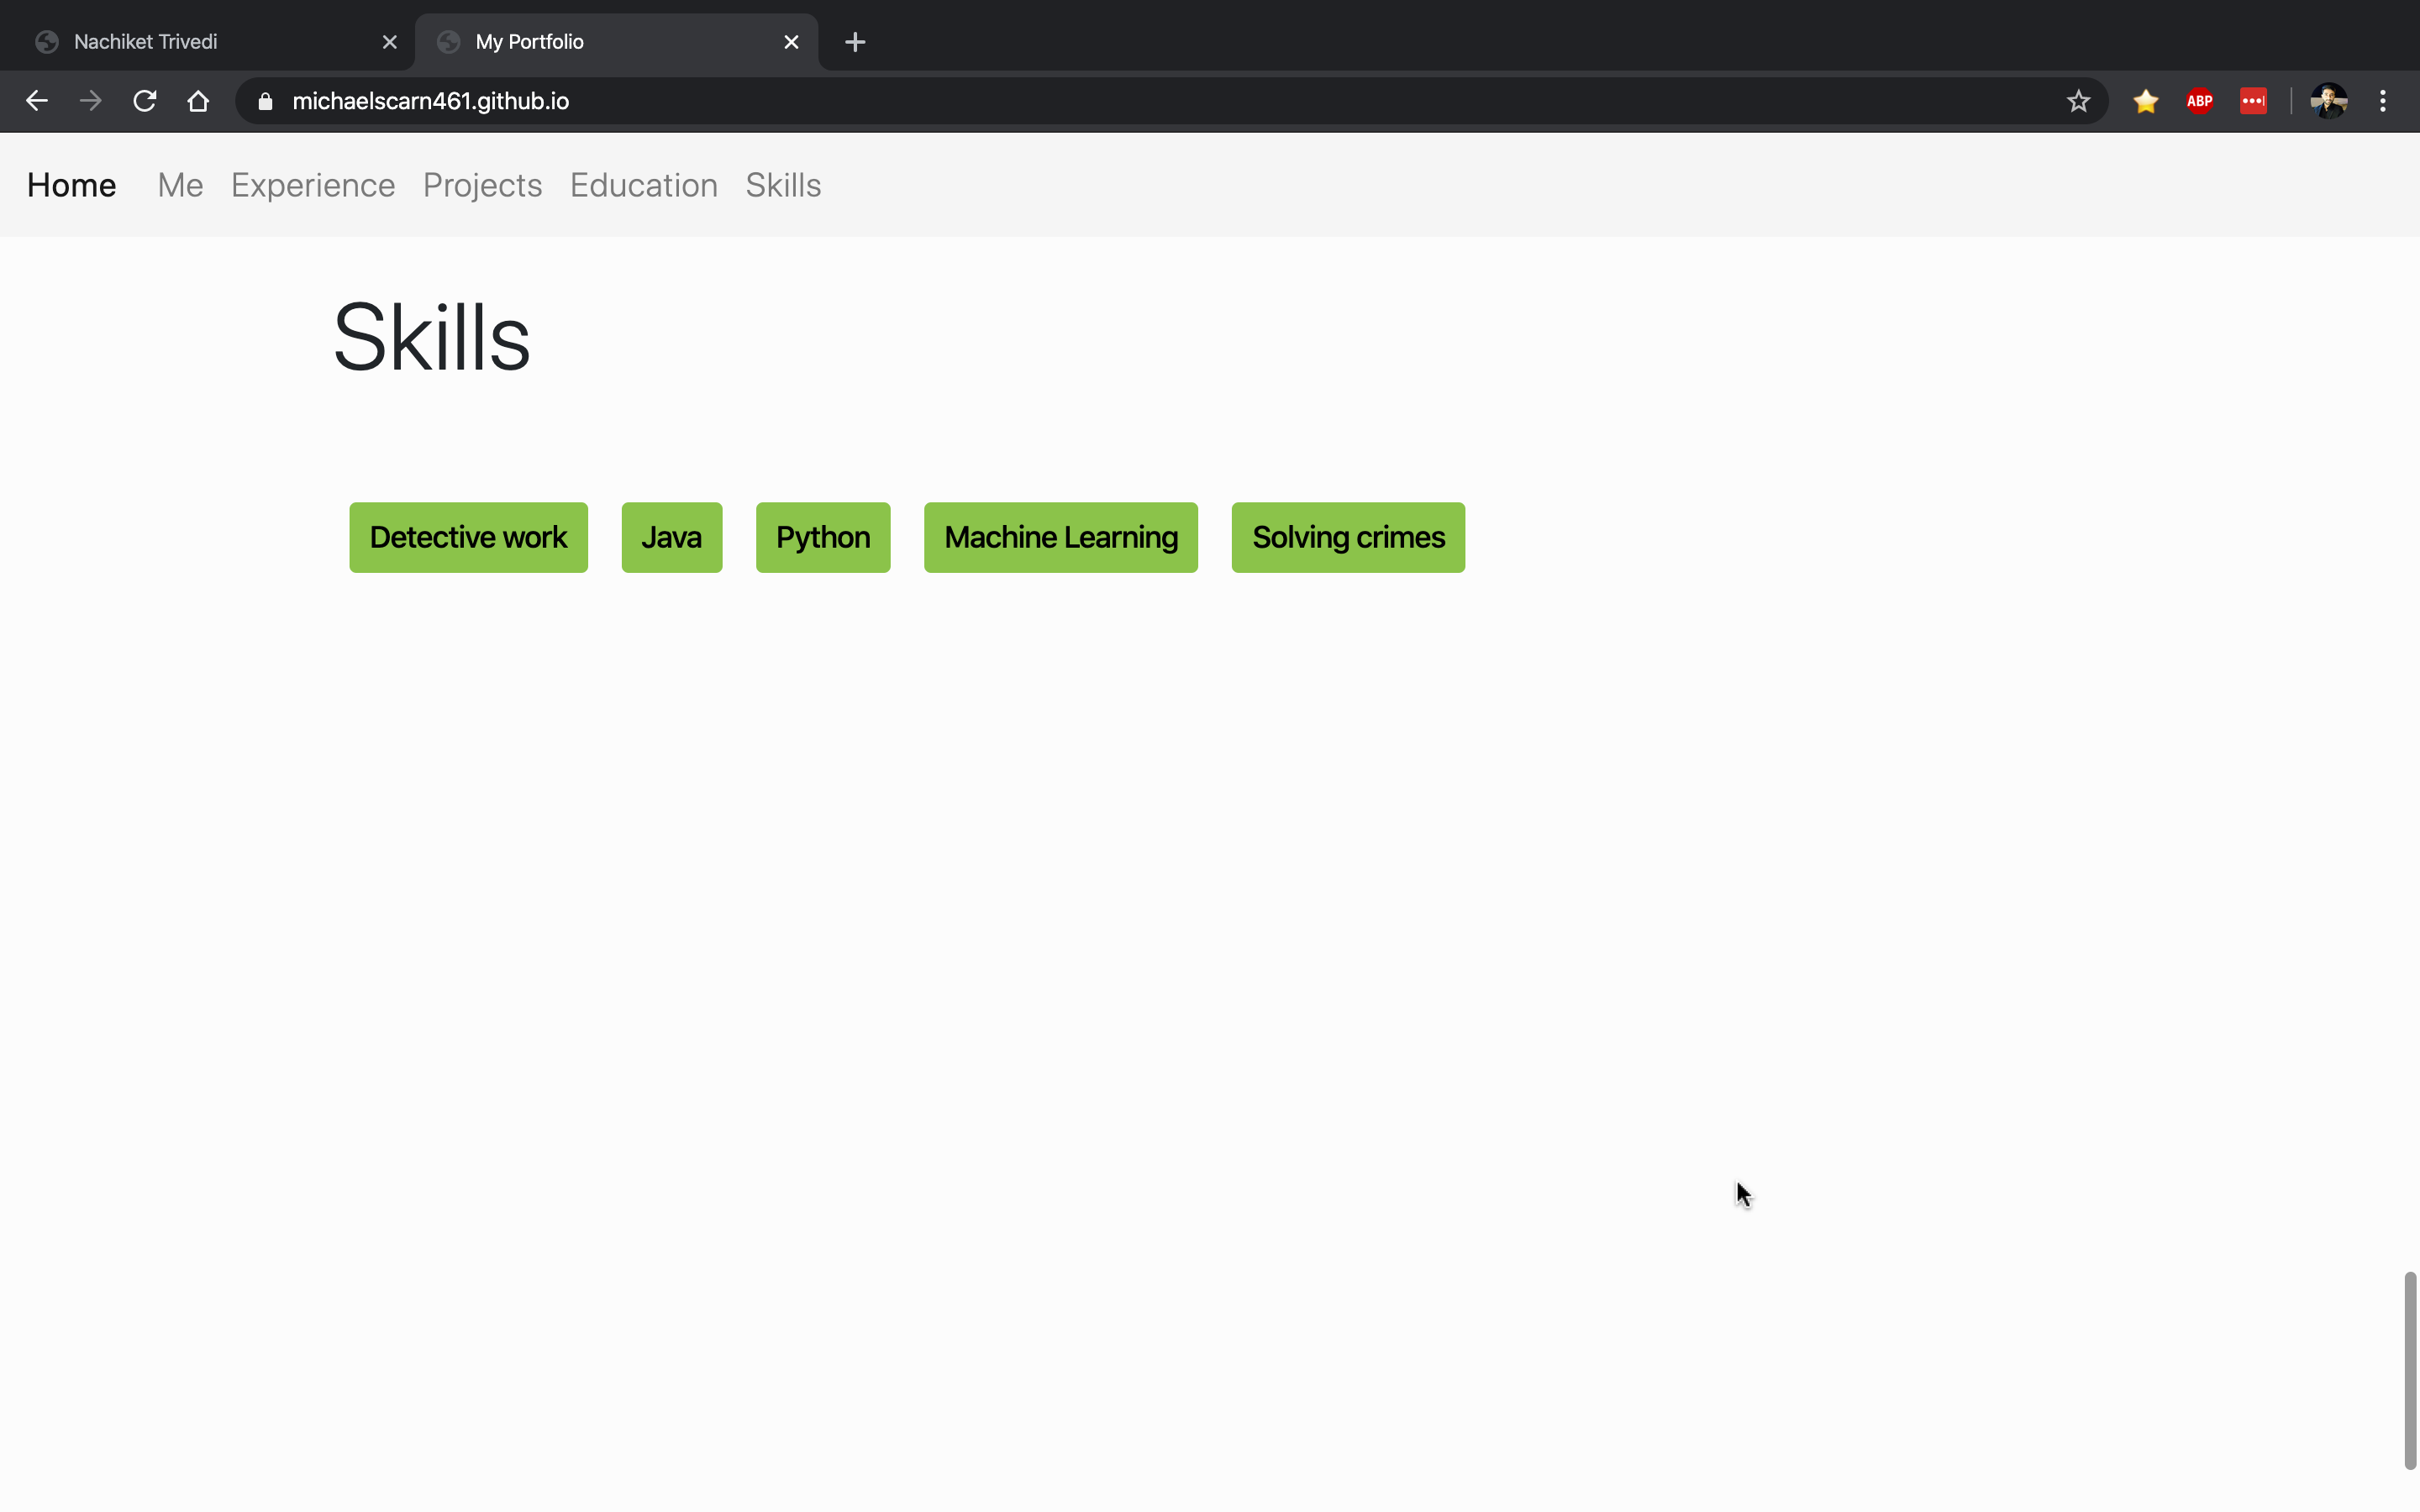 Nachiket Trivedi My Portfolio
michaelscarn461.github.io ABP
Home Me Experience Projects Education Skills
Skills
Detective work Java Python Machine Learning Solving crimes